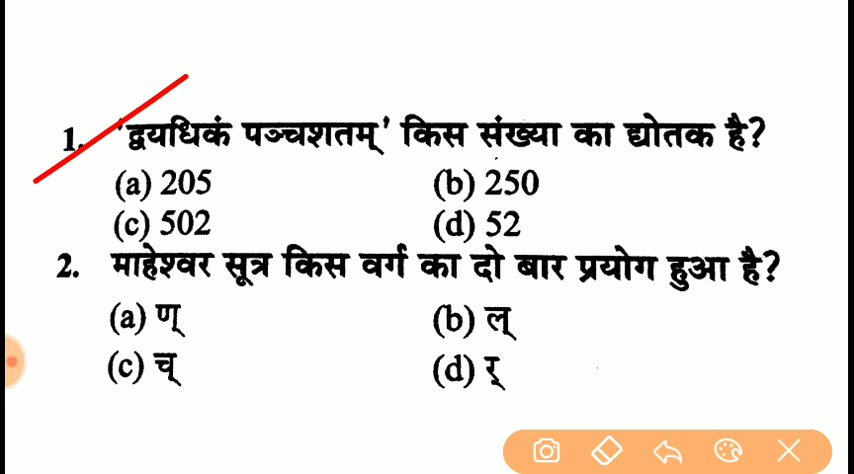 1. 'द्वयधिकं पञ्चशतम्' किस संख्या का द्योतक है?
(a) 205 (b) 250
(c) 502 (d) 52
2. माहेश्वर सूत्र किस वर्ग का दो बार प्रयोग हुआ है?
(a) ण् (b) ल्
(c) च् (d) र्